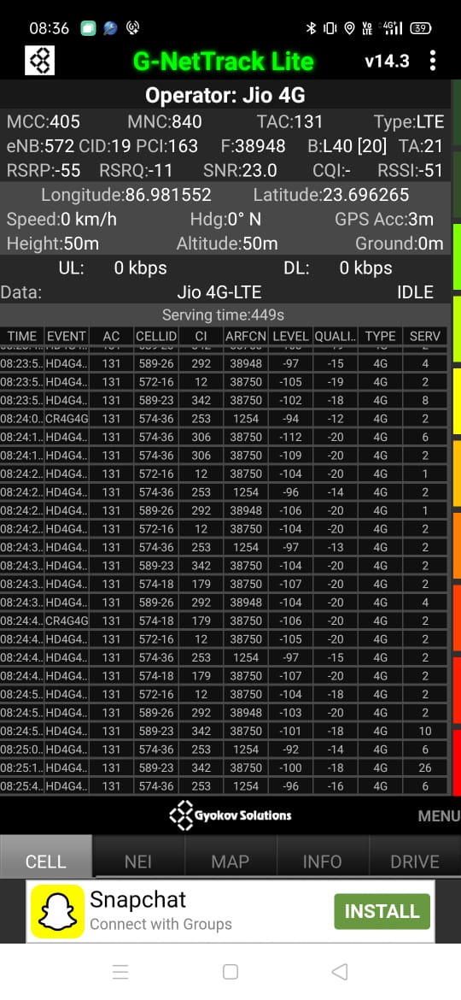 08:36 Vo LTE 4G+ 39
G-NetTrack Lite v14.3
Operator: Jio 4G
MCC:405 MNC:840 TAC:131 Type:LTE
eNB:572 CID:19 PCI:163 F:38948 B:L40 [20] TA:21
RSRP:-55 RSRQ:-11 SNR:23.0 CQI:- RSSI:-51
Longitude:86.981552 Latitude:23.696265
Speed:0 km/h Hdg:0° N GPS Acc:3m
Height:50m Altitude:50m Ground:0m
UL: 0 kbps DL: 0 kbps
Data: Jio 4G-LTE IDLE
Serving time:449s
TIME EVENT AC CELLID CI ARFCN LEVEL QUALI.. TYPE SERV
08:23:5.. HD4G4.. 131 589-26 292 38948 -97 -15 4G 4
08:23:5.. HD4G4.. 131 572-16 12 38750 -105 -19 4G 2
08:23:5.. HD4G4.. 131 589-23 342 38750 -102 -18 4G 8
08:24:0.. CR4G4G 131 574-36 253 1254 -94 -12 4G 2
08:24:1.. HD4G4.. 131 574-36 306 38750 -112 -20 4G 6
08:24:1.. HD4G4.. 131 574-36 306 38750 -109 -20 4G 2
08:24:2.. HD4G4.. 131 572-16 12 38750 -104 -20 4G 1
08:24:2.. HD4G4.. 131 574-36 253 1254 -96 -14 4G 2
08:24:2.. HD4G4.. 131 589-26 292 38948 -106 -20 4G 1
08:24:2.. HD4G4.. 131 572-16 12 38750 -104 -20 4G 2
08:24:3.. HD4G4.. 131 574-36 253 1254 -97 -13 4G 2
08:24:3.. HD4G4.. 131 589-23 342 38750 -104 -20 4G 2
08:24:3.. HD4G4.. 131 574-18 179 38750 -107 -20 4G 2
08:24:3.. HD4G4.. 131 589-26 292 38948 -104 -20 4G 4
08:24:4.. CR4G4G 131 574-18 179 38750 -106 -20 4G 2
08:24:4.. HD4G4.. 131 572-16 12 38750 -105 -20 4G 2
08:24:4.. HD4G4.. 131 574-36 253 1254 -97 -15 4G 2
08:24:4.. HD4G4.. 131 574-18 179 38750 -107 -20 4G 2
08:24:5.. HD4G4.. 131 572-16 12 38750 -104 -18 4G 2
08:24:5.. HD4G4.. 131 589-26 292 38948 -103 -20 4G 2
08:24:5.. HD4G4.. 131 589-23 342 38750 -101 -18 4G 10
08:25:0.. HD4G4.. 131 574-36 253 1254 -92 -14 4G 6
08:25:1.. HD4G4.. 131 589-23 342 38750 -100 -18 4G 26
08:25:4.. HD4G4.. 131 574-36 253 1254 -96 -16 4G 6
Gyokov Solutions MENU
CELL NEI MAP INFO DRIVE
Snapchat
Connect with Groups
INSTALL